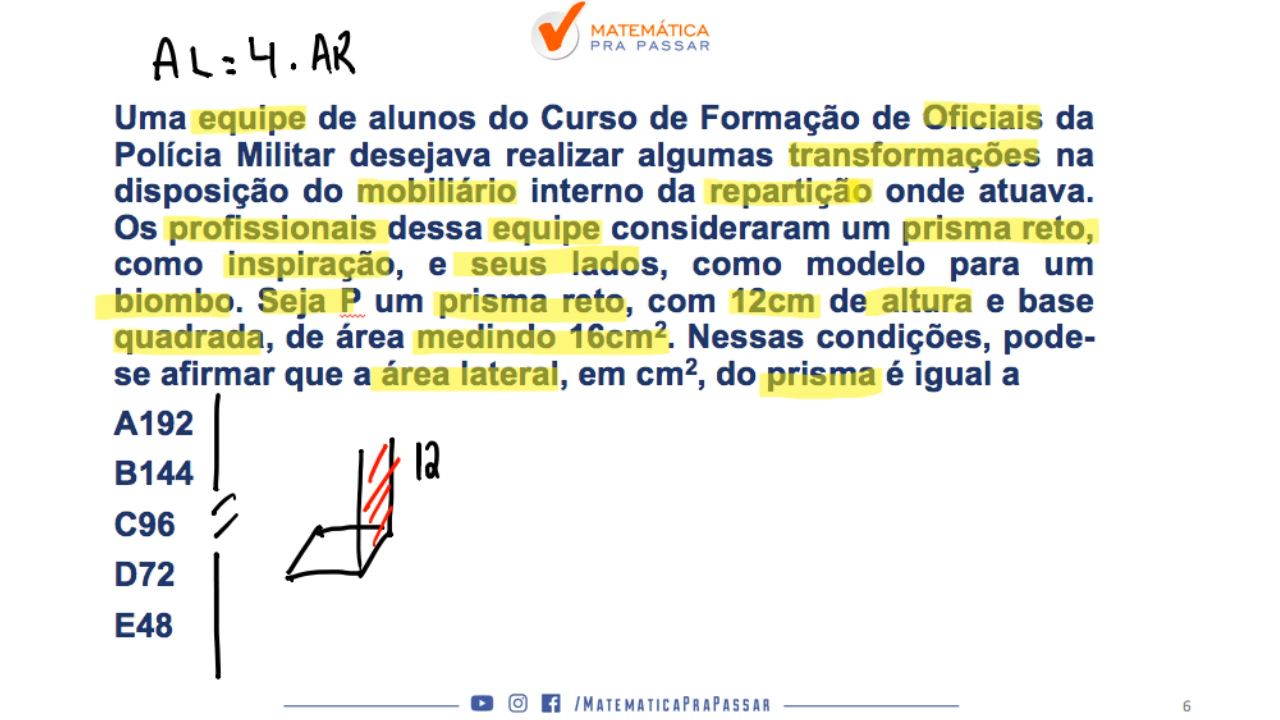 MATEMÁTICA
PRA PASSAR
AL = 4 . AR
Uma equipe de alunos do Curso de Formação de Oficiais da
Polícia Militar desejava realizar algumas transformações na
disposição do mobiliário interno da repartição onde atuava.
Os profissionais dessa equipe consideraram um prisma reto,
como inspiração, e seus lados, como modelo para um
biombo. Seja P um prisma reto, com 12cm de altura e base
quadrada, de área medindo 16cm². Nessas condições, pode-
se afirmar que a área lateral, em cm², do prisma é igual a
A192
B144
C96
D72
E48
12
/MATEMATICAPRAPASSAR
6